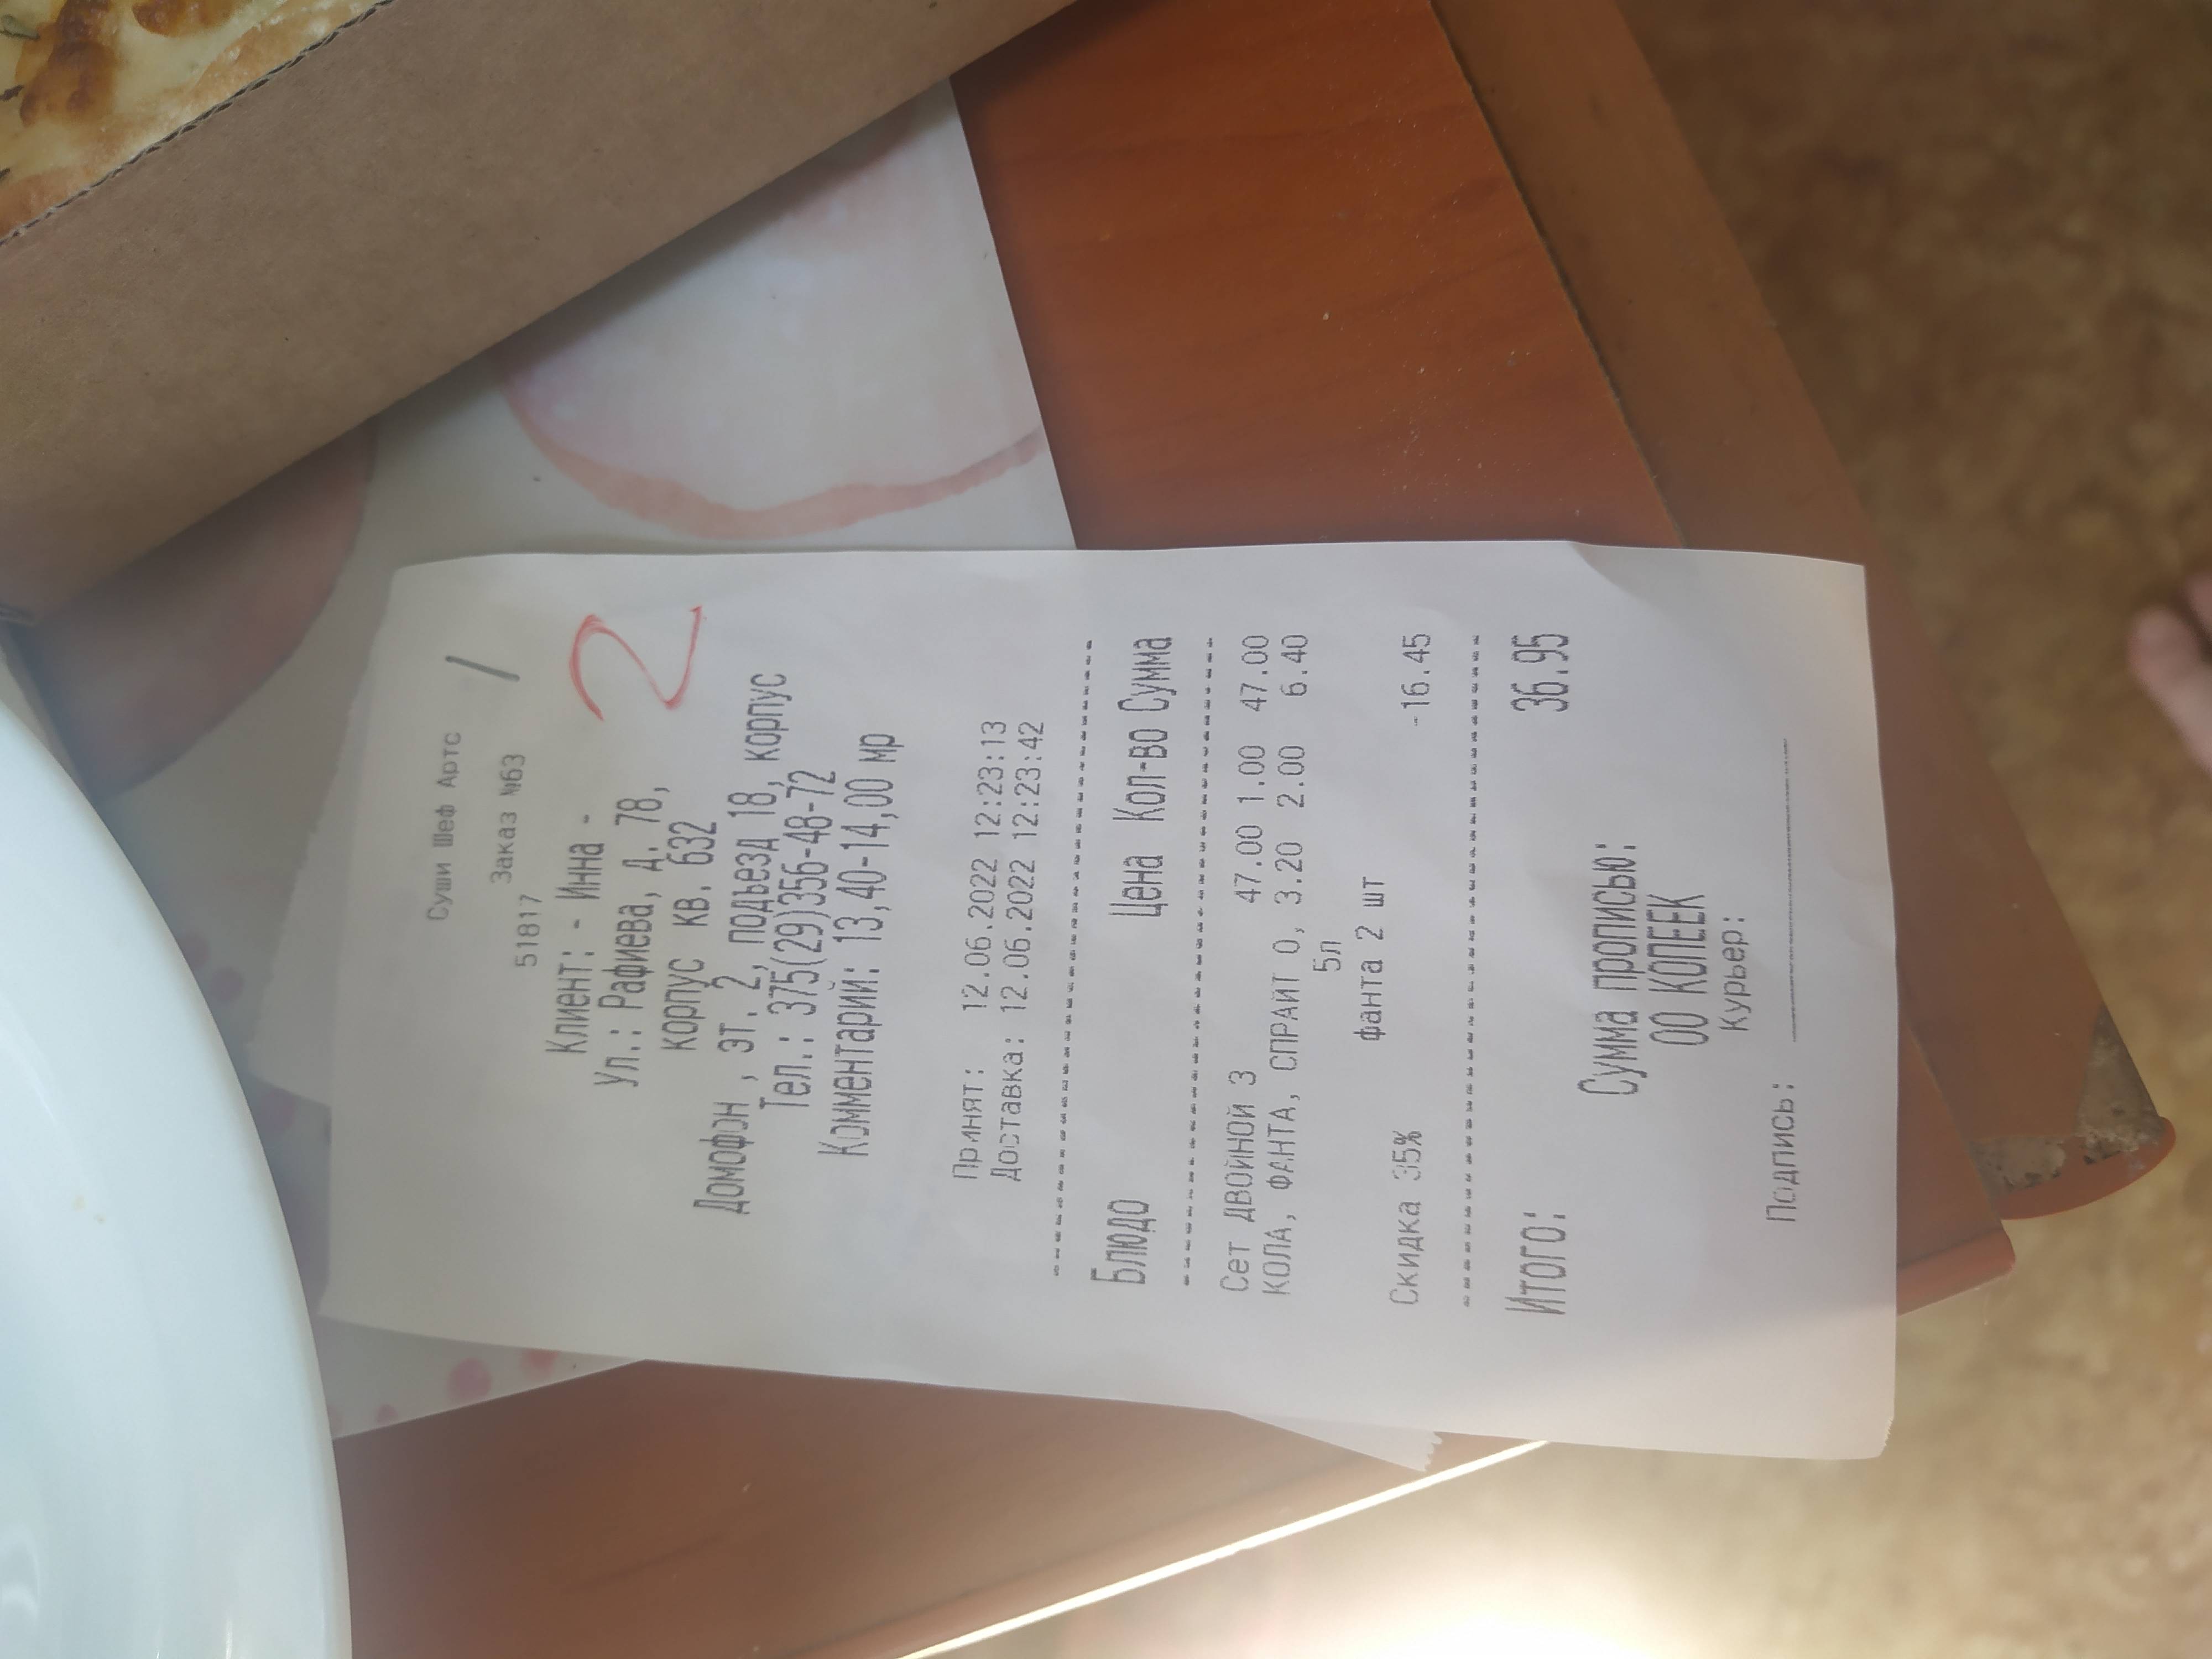 Суши Шеф Артс
/
Заказ №63
51817
2
Клиент: - Инна -
Ул.: Рафиева, д. 78,
корпус кв. 632
Домофон , эт. 2, подъезд 18, корпус
Тел.: 375(29)356-48-72
Комментарий: 13,40-14,00 мр
Принят: 12.06.2022 12:23:13
Доставка: 12.06.2022 12:23:42
Блюдо Цена Кол-во Сумма
Сет ДВОЙНОЙ 3 47.00 1.00 47.00
КОЛА, ФАНТА, СПРАЙТ 0, 3.20 2.00 6.40
5л
фанта 2 шт
Скидка 35% -16.45
Итого: 36.95
Сумма прописью:
00 КОПЕЕК
Курьер:
Подпись: